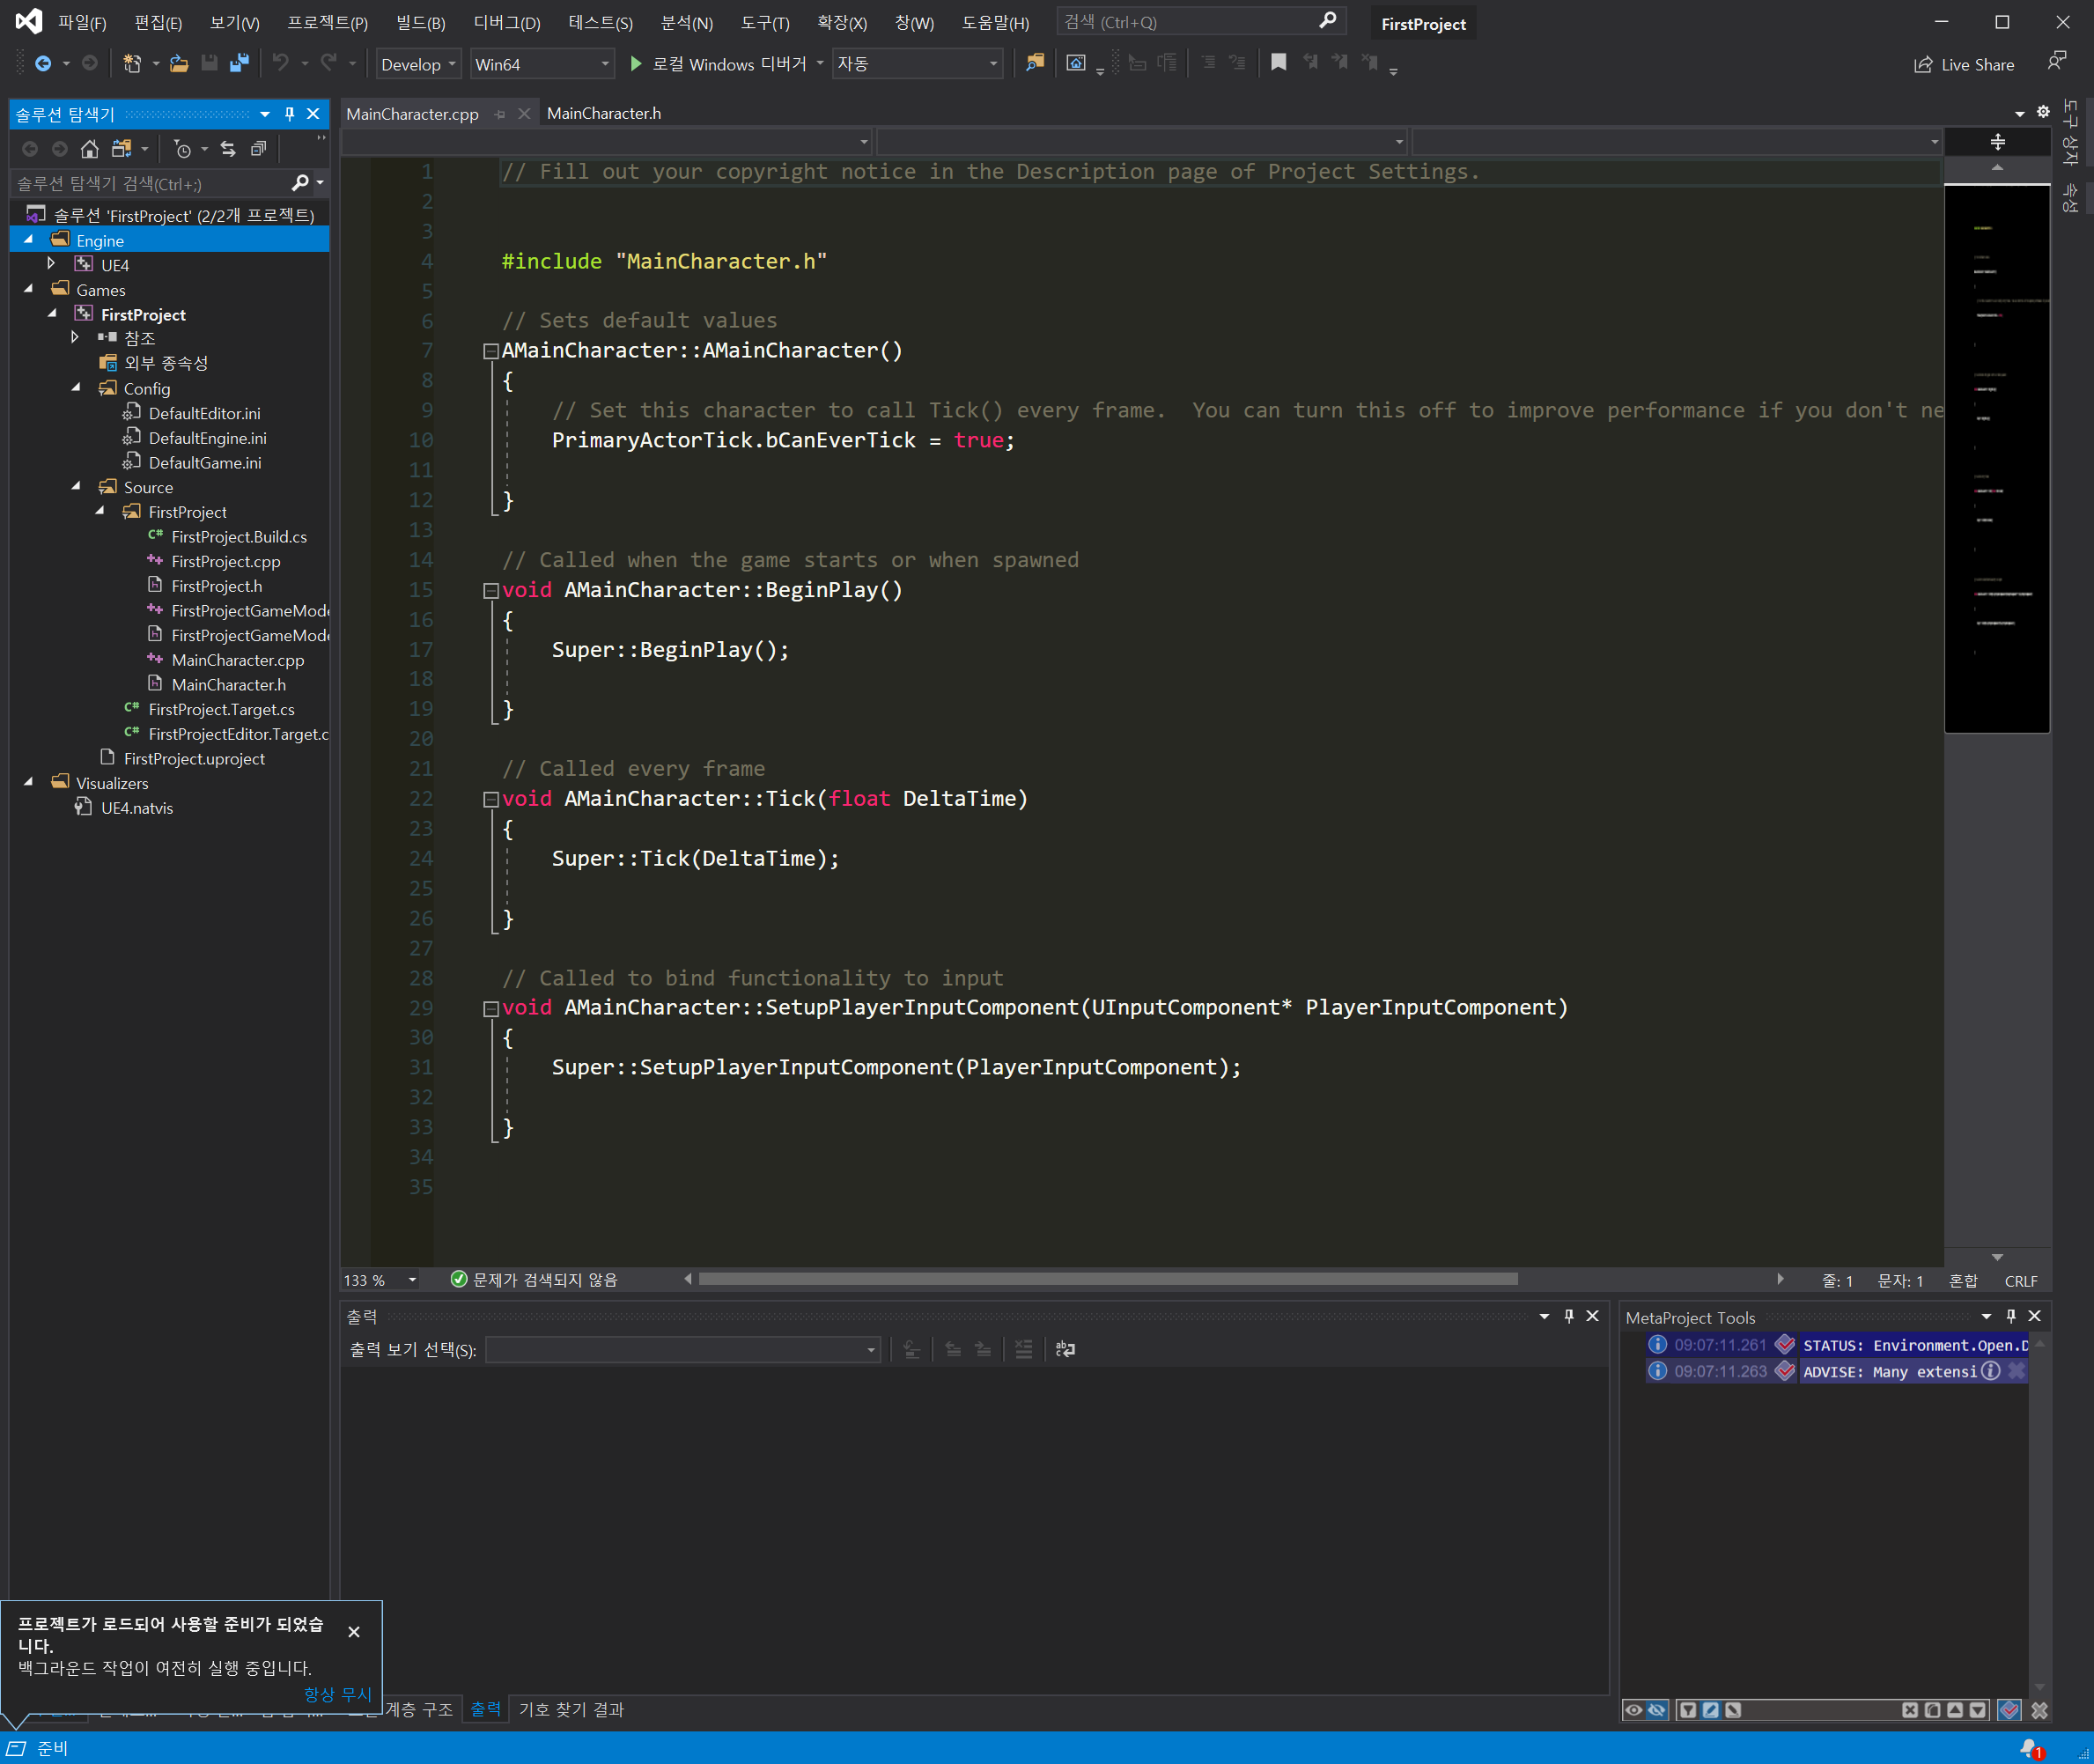 파일(F) 편집(E) 보기(V) 프로젝트(P) 빌드(B) 디버그(D) 테스트(S) 분석(N) 도구(T) 확장(X) 창(W) 도움말(H) 검색 (Ctrl+Q) FirstProject
Develop Win64 로컬 Windows 디버거 자동 Live Share
솔루션 탐색기
솔루션 탐색기 검색(Ctrl+;)
솔루션 'FirstProject' (2/2개 프로젝트)
Engine
UE4
Games
FirstProject
참조
외부 종속성
Config
DefaultEditor.ini
DefaultEngine.ini
DefaultGame.ini
Source
FirstProject
FirstProject.Build.cs
FirstProject.cpp
FirstProject.h
FirstProjectGameMode
FirstProjectGameMode
MainCharacter.cpp
MainCharacter.h
FirstProject.Target.cs
FirstProjectEditor.Target.c
FirstProject.uproject
Visualizers
UE4.natvis
MainCharacter.cpp MainCharacter.h
1 // Fill out your copyright notice in the Description page of Project Settings.
2
3
4 #include "MainCharacter.h"
5
6 // Sets default values
7 AMainCharacter::AMainCharacter()
8 {
9 // Set this character to call Tick() every frame.  You can turn this off to improve performance if you don't ne
10 PrimaryActorTick.bCanEverTick = true;
11
12 }
13
14 // Called when the game starts or when spawned
15 void AMainCharacter::BeginPlay()
16 {
17 Super::BeginPlay();
18
19 }
20
21 // Called every frame
22 void AMainCharacter::Tick(float DeltaTime)
23 {
24 Super::Tick(DeltaTime);
25
26 }
27
28 // Called to bind functionality to input
29 void AMainCharacter::SetupPlayerInputComponent(UInputComponent* PlayerInputComponent)
30 {
31 Super::SetupPlayerInputComponent(PlayerInputComponent);
32
33 }
34
35
도구 상자
속성
133 % 문제가 검색되지 않음 줄: 1 문자: 1 혼합 CRLF
출력
출력 보기 선택(S):
MetaProject Tools
09:07:11.261 STATUS: Environment.Open.D
09:07:11.263 ADVISE: Many extensi
프로젝트가 로드되어 사용할 준비가 되었습
니다.
백그라운드 작업이 여전히 실행 중입니다.
항상 무시
계층 구조 출력 기호 찾기 결과
준비 1